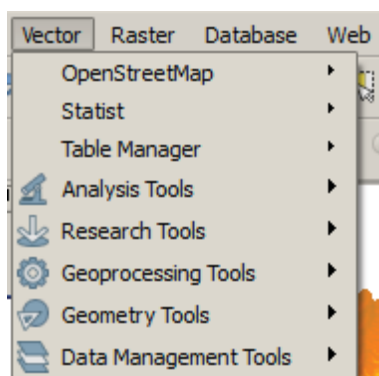 Vector Raster Database Web
OpenStreetMap
Statist
Table Manager
Analysis Tools
Research Tools
Geoprocessing Tools
Geometry Tools
Data Management Tools